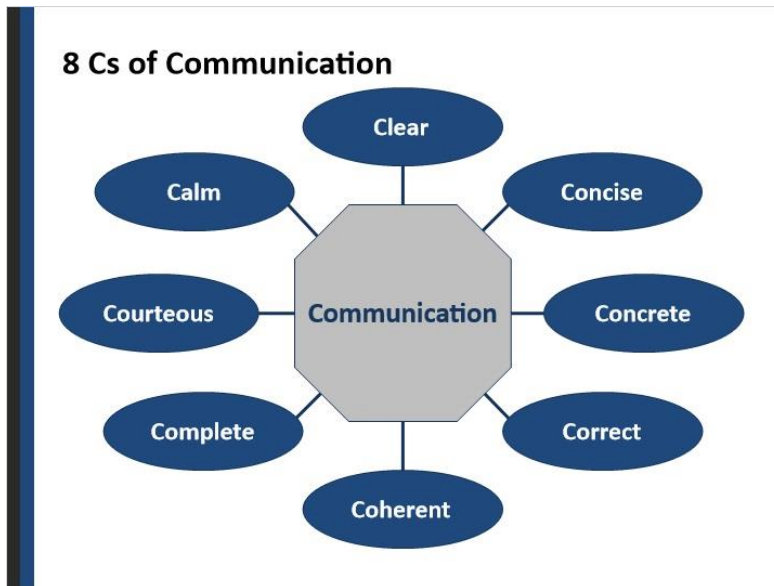 8 Cs of Communication
Clear
Calm
Concise
Courteous
Communication
Concrete
Complete
Correct
Coherent